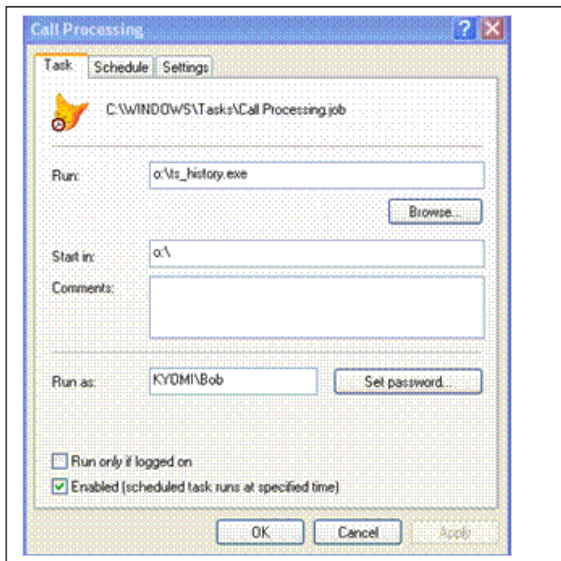 Call Processing
Task Schedule Settings
C:\WINDOWS\Tasks\Call Processing.job
Run: o:\ts_history.exe
Browse...
Start in: o:\
Comments:
Run as: KYOMI\Bob Set password...
Run only if logged on
Enabled (scheduled task runs at specified time)
OK Cancel Apply